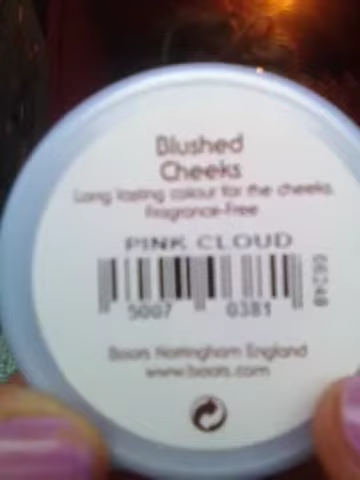 Blushed
Cheeks
Long lasting colour for the cheeks
Fragrance-Free
PINK CLOUD
5007 0381
Boots Nottingham England
www.boots.com